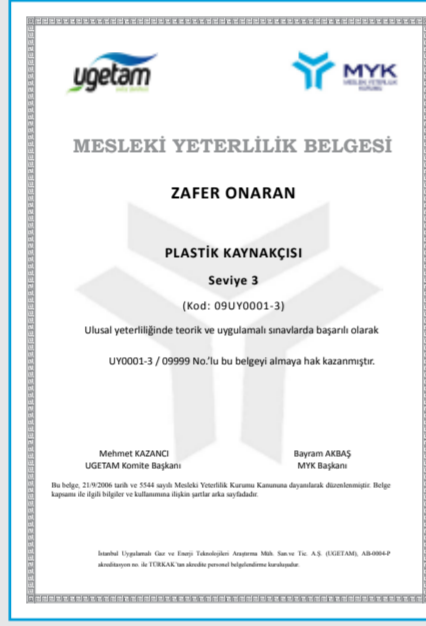 ugetam
MYK
MESLEKİ YETERLİLİK
KURUMU
MESLEKİ YETERLİLİK BELGESİ
ZAFER ONARAN
PLASTİK KAYNAKÇISI
Seviye 3
(Kod: 09UY0001-3)
Ulusal yeterliliğinde teorik ve uygulamalı sınavlarda başarılı olarak
UY0001-3 / 09999 No.'lu bu belgeyi almaya hak kazanmıştır.
Mehmet KAZANCI
UGETAM Komite Başkanı
Bayram AKBAŞ
MYK Başkanı
Bu belge, 21/9/2006 tarih ve 5544 sayılı Mesleki Yeterlilik Kurumu Kanununa dayanılarak düzenlenmiştir. Belge
kapsamı ile ilgili bilgiler ve kullanımına ilişkin şartlar arka sayfadadır.
İstanbul Uygulamalı Gaz ve Enerji Teknolojileri Araştırma Müh. San.ve Tic. A.Ş. (UGETAM), AB-0004-P
akreditasyon no. ile TÜRKAK'tan akredite personel belgelendirme kuruluşudur.